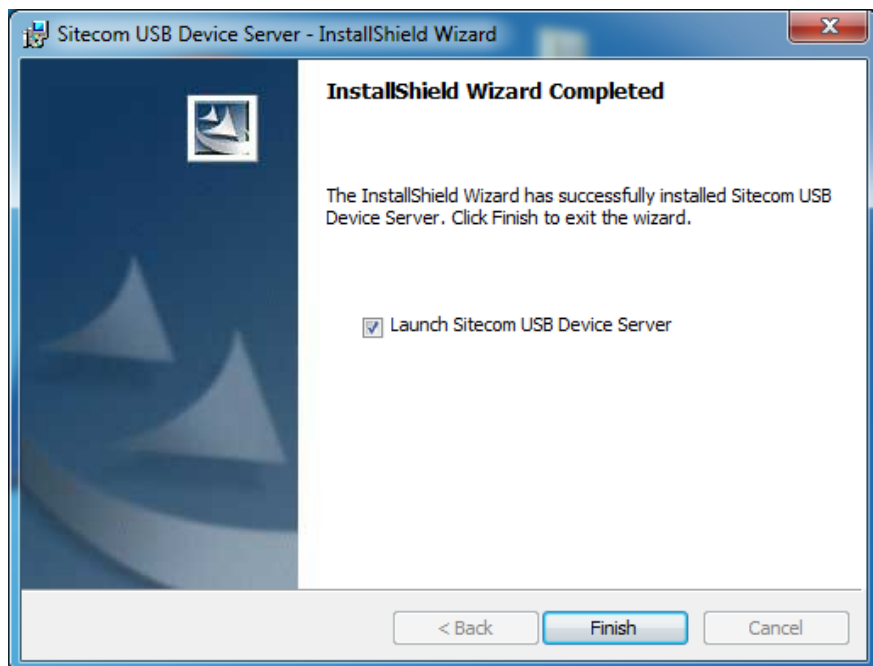 Sitecom USB Device Server - InstallShield Wizard
InstallShield Wizard Completed
The InstallShield Wizard has successfully installed Sitecom USB
Device Server. Click Finish to exit the wizard.
Launch Sitecom USB Device Server
< Back Finish Cancel